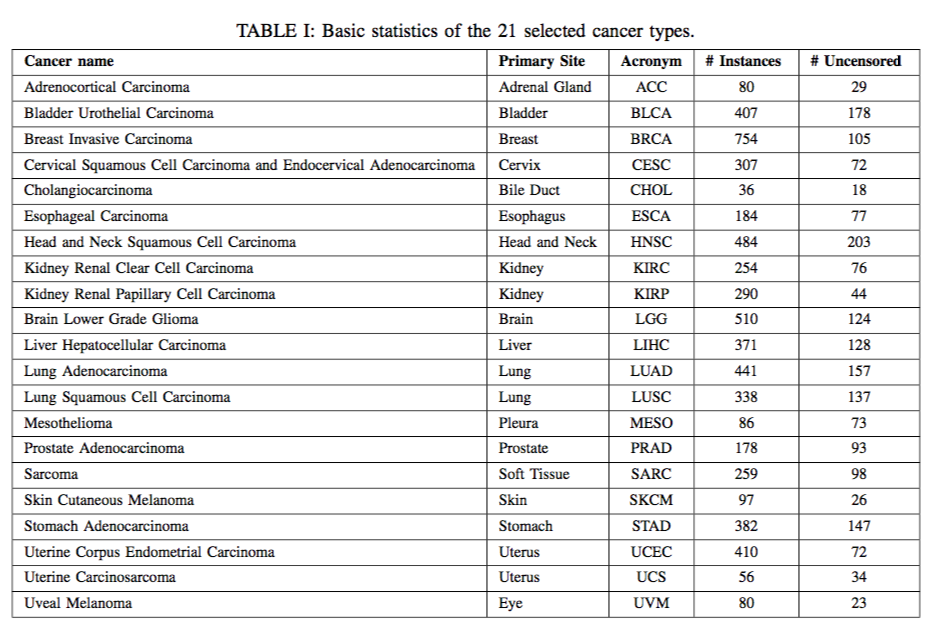 TABLE I: Basic statistics of the 21 selected cancer types.
Cancer name Primary Site Acronym # Instances # Uncensored
Adrenocortical Carcinoma Adrenal Gland ACC 80 29
Bladder Urothelial Carcinoma Bladder BLCA 407 178
Breast Invasive Carcinoma Breast BRCA 754 105
Cervical Squamous Cell Carcinoma and Endocervical Adenocarcinoma Cervix CESC 307 72
Cholangiocarcinoma Bile Duct CHOL 36 18
Esophageal Carcinoma Esophagus ESCA 184 77
Head and Neck Squamous Cell Carcinoma Head and Neck HNSC 484 203
Kidney Renal Clear Cell Carcinoma Kidney KIRC 254 76
Kidney Renal Papillary Cell Carcinoma Kidney KIRP 290 44
Brain Lower Grade Glioma Brain LGG 510 124
Liver Hepatocellular Carcinoma Liver LIHC 371 128
Lung Adenocarcinoma Lung LUAD 441 157
Lung Squamous Cell Carcinoma Lung LUSC 338 137
Mesothelioma Pleura MESO 86 73
Prostate Adenocarcinoma Prostate PRAD 178 93
Sarcoma Soft Tissue SARC 259 98
Skin Cutaneous Melanoma Skin SKCM 97 26
Stomach Adenocarcinoma Stomach STAD 382 147
Uterine Corpus Endometrial Carcinoma Uterus UCEC 410 72
Uterine Carcinosarcoma Uterus UCS 56 34
Uveal Melanoma Eye UVM 80 23